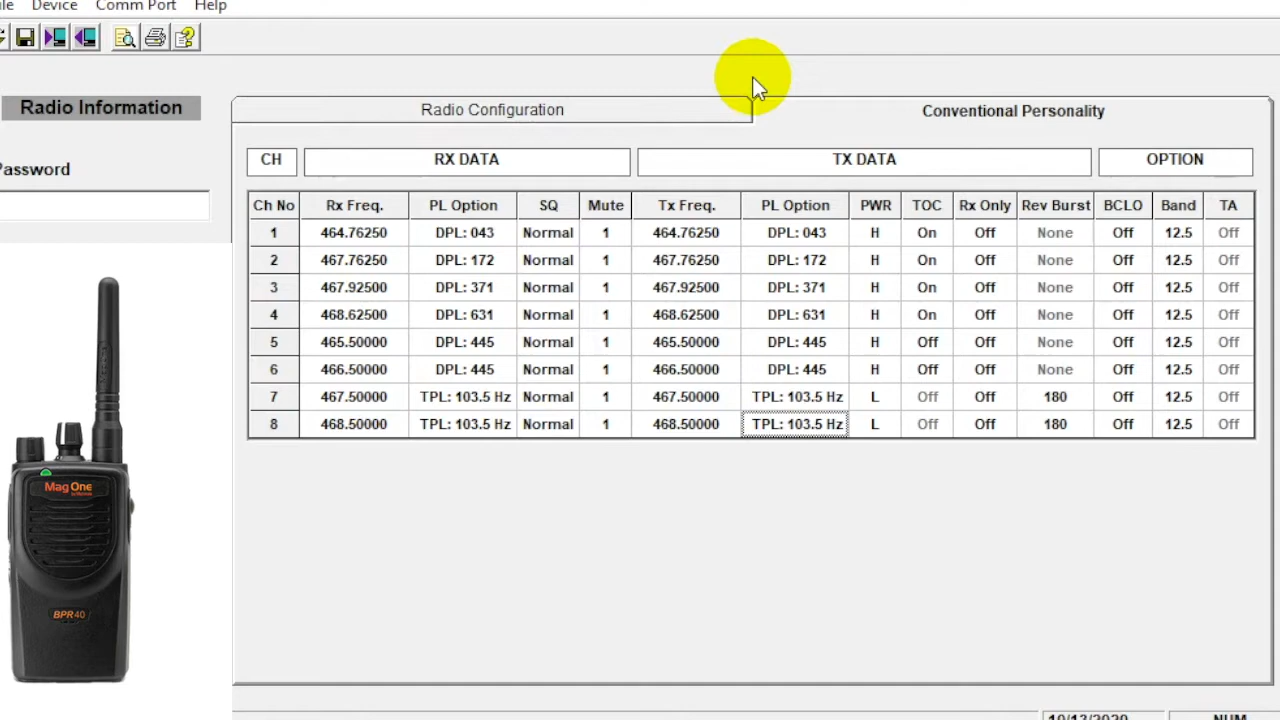 ile Device Comm Port Help
Radio Information
Password
Radio Configuration Conventional Personality
CH RX DATA TX DATA OPTION
Ch No Rx Freq. PL Option SQ Mute Tx Freq. PL Option PWR TOC Rx Only Rev Burst BCLO Band TA
1 464.76250 DPL: 043 Normal 1 464.76250 DPL: 043 H On Off None Off 12.5 Off
2 467.76250 DPL: 172 Normal 1 467.76250 DPL: 172 H On Off None Off 12.5 Off
3 467.92500 DPL: 371 Normal 1 467.92500 DPL: 371 H On Off None Off 12.5 Off
4 468.62500 DPL: 631 Normal 1 468.62500 DPL: 631 H On Off None Off 12.5 Off
5 465.50000 DPL: 445 Normal 1 465.50000 DPL: 445 H Off Off None Off 12.5 Off
6 466.50000 DPL: 445 Normal 1 466.50000 DPL: 445 H Off Off None Off 12.5 Off
7 467.50000 TPL: 103.5 Hz Normal 1 467.50000 TPL: 103.5 Hz L Off Off 180 Off 12.5 Off
8 468.50000 TPL: 103.5 Hz Normal 1 468.50000 TPL: 103.5 Hz L Off Off 180 Off 12.5 Off
Mag One
BPR40
10/13/2020 NUM